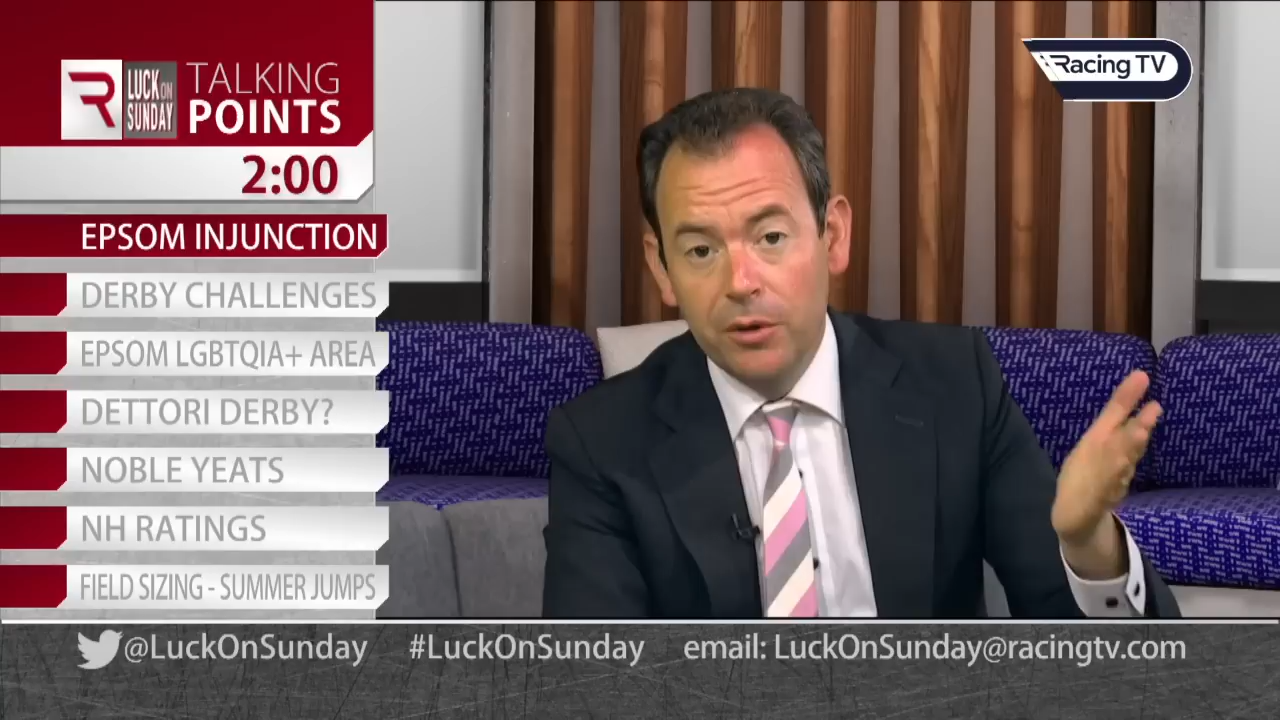 LUCK ON
SUNDAY
TALKING
POINTS
2:00
EPSOM INJUNCTION
DERBY CHALLENGES
EPSOM LGBTQIA+ AREA
DETTORI DERBY?
NOBLE YEATS
NH RATINGS
FIELD SIZING - SUMMER JUMPS
Racing TV
@LuckOnSunday
#LuckOnSunday
email: LuckOnSunday@racingtv.com